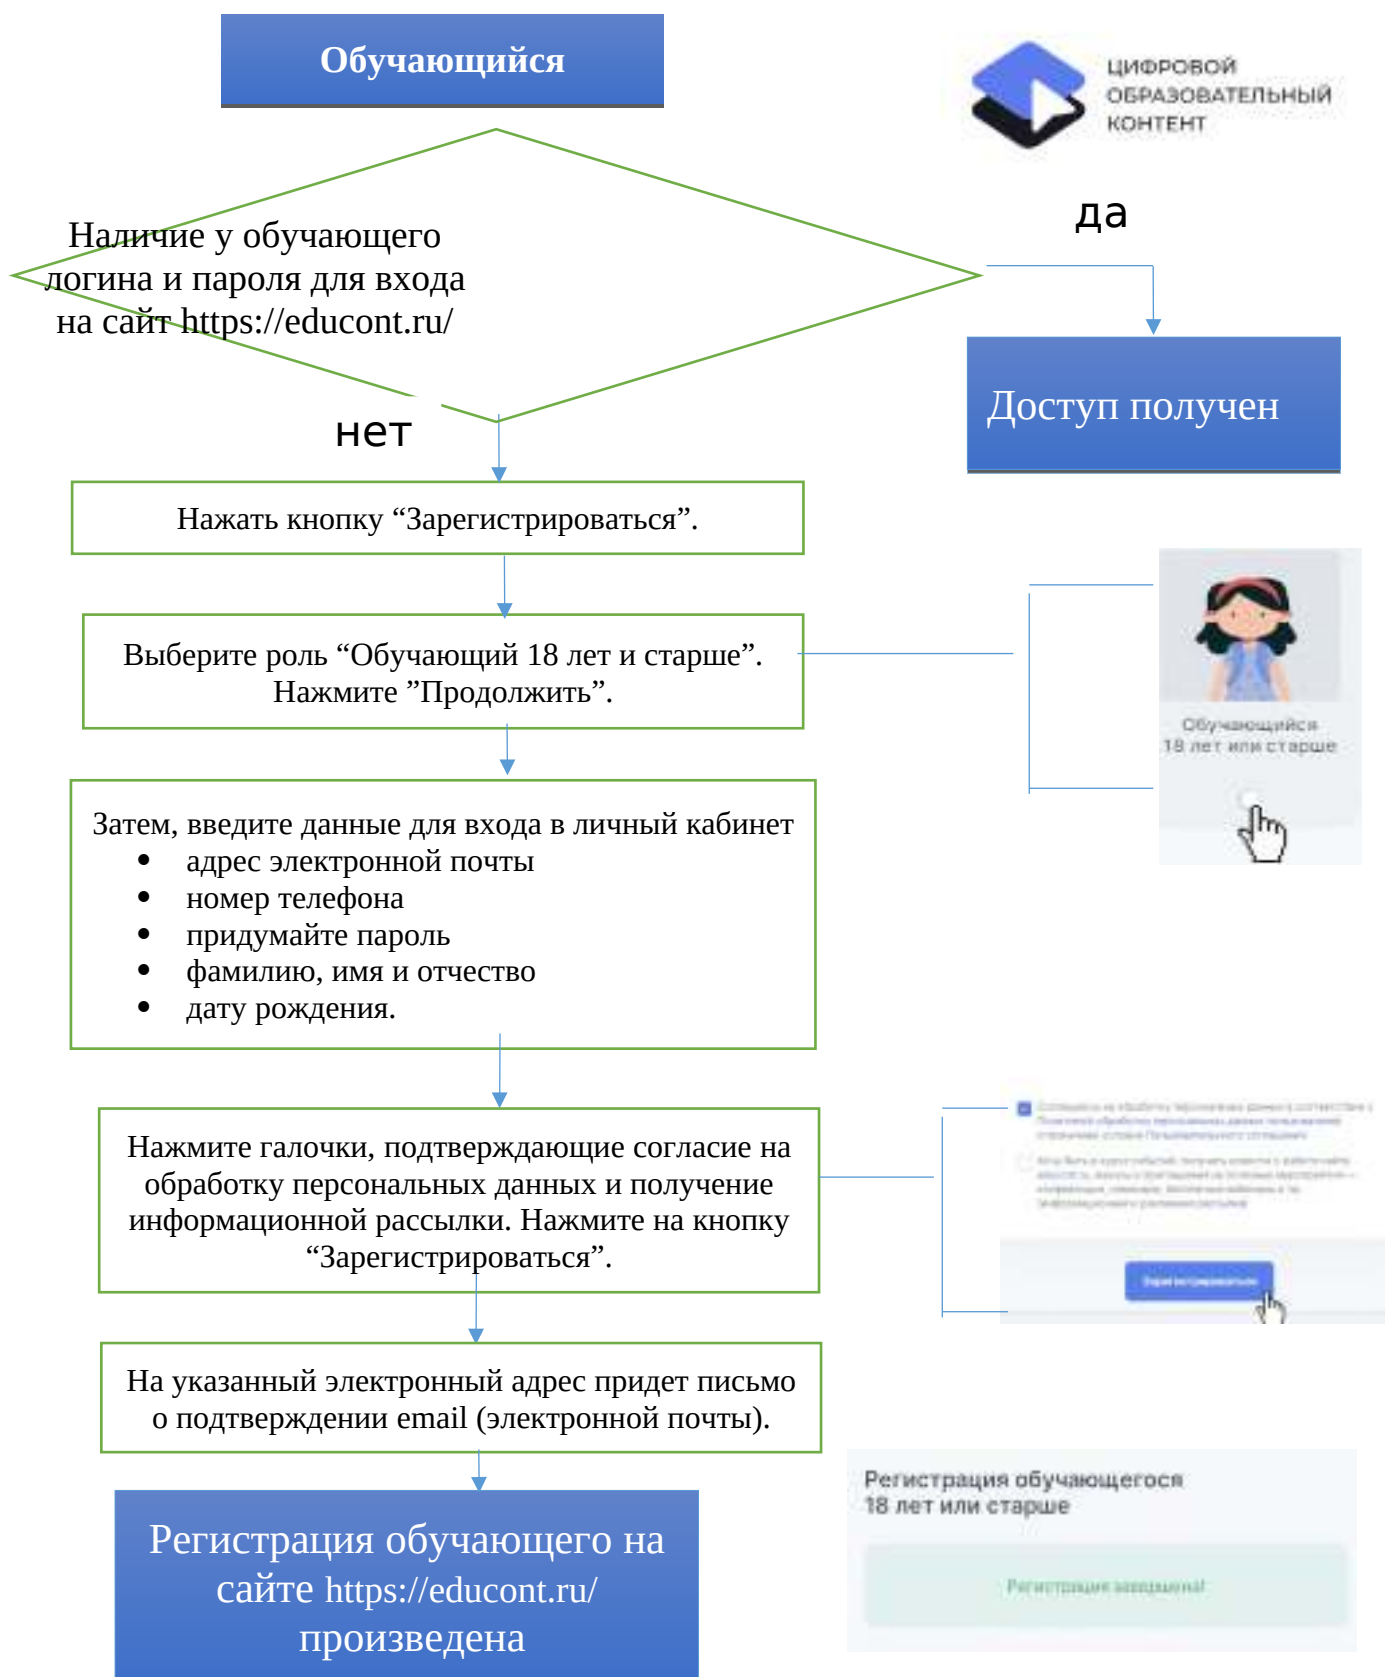 Обучающийся
ЦИФРОВОЙ
ОБРАЗОВАТЕЛЬНЫЙ
КОНТЕНТ
Наличие у обучающего
логина и пароля для входа
на сайт https://educont.ru/
да
Доступ получен
нет
Нажать кнопку “Зарегистрироваться”.
Выберите роль “Обучающий 18 лет и старше”.
Нажмите ”Продолжить”.
Обучающийся
18 лет или старше
Затем, введите данные для входа в личный кабинет
• адрес электронной почты
• номер телефона
• придумайте пароль
• фамилию, имя и отчество
• дату рождения.
Нажмите галочки, подтверждающие согласие на
обработку персональных данных и получение
информационной рассылки. Нажмите на кнопку
“Зарегистрироваться”.
Зарегистрироваться
На указанный электронный адрес придет письмо
о подтверждении email (электронной почты).
Регистрация обучающегося
18 лет или старше
Регистрация завершена!
Регистрация обучающего на
сайте https://educont.ru/
произведена